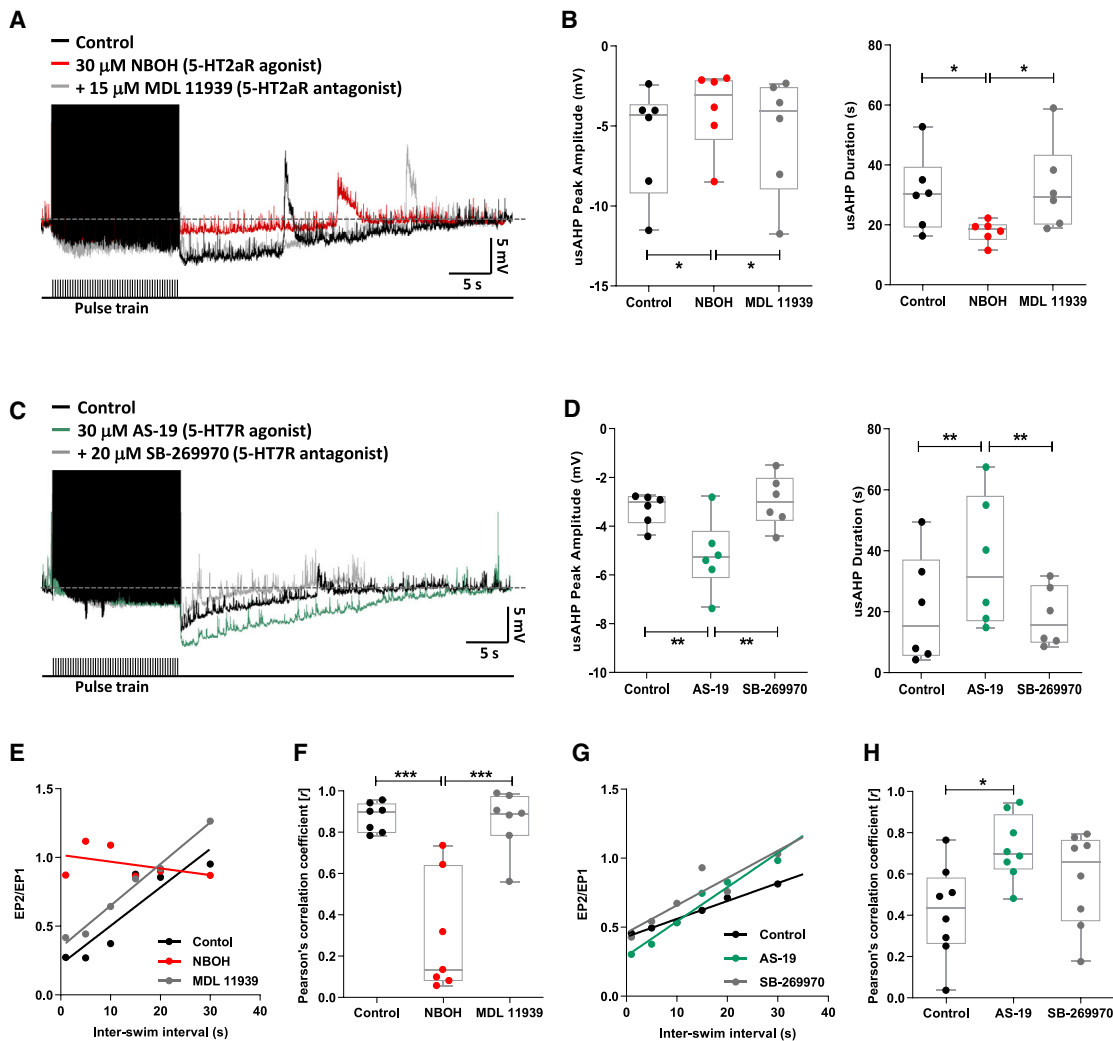 A
Control
30 µM NBOH (5-HT2aR agonist)
+ 15 µM MDL 11939 (5-HT2aR antagonist)
5 mV
5 s
Pulse train
B
usAHP Peak Amplitude (mV)
0
-5
-10
-15
* *
Control NBOH MDL 11939
usAHP Duration (s)
80
60
40
20
0
* *
Control NBOH MDL 11939
C
Control
30 µM AS-19 (5-HT7R agonist)
+ 20 µM SB-269970 (5-HT7R antagonist)
5 mV
5 s
Pulse train
D
usAHP Peak Amplitude (mV)
0
-2
-4
-6
-8
-10
** **
Control AS-19 SB-269970
usAHP Duration (s)
80
60
40
20
0
** **
Control AS-19 SB-269970
E
EP2/EP1
1.5
1.0
0.5
0.0
Contol
NBOH
MDL 11939
0 10 20 30 40
Inter-swim interval (s)
F
Pearson's correlation coefficient [r]
*** ***
1.0
0.8
0.6
0.4
0.2
0.0
Control NBOH MDL 11939
G
EP2/EP1
1.5
1.0
0.5
0.0
Control
AS-19
SB-269970
0 10 20 30 40
Inter-swim interval (s)
H
Pearson's correlation coefficient [r]
*
1.0
0.8
0.6
0.4
0.2
0.0
Control AS-19 SB-269970